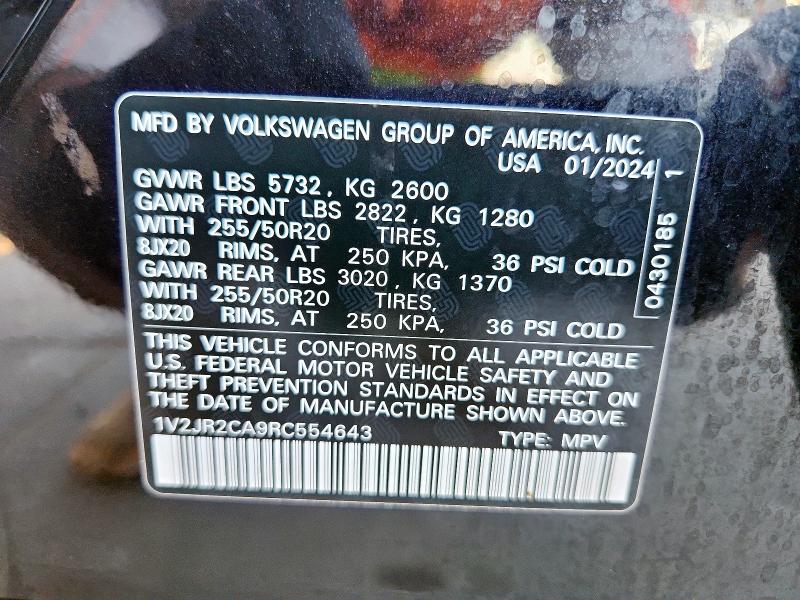 MFD BY VOLKSWAGEN GROUP OF AMERICA, INC.
USA 01/2024
GVWR LBS 5732, KG 2600
GAWR FRONT LBS 2822, KG 1280
WITH 255/50R20 TIRES,
8JX20 RIMS, AT 250 KPA, 36 PSI COLD
GAWR REAR LBS 3020, KG 1370
WITH 255/50R20 TIRES,
8JX20 RIMS, AT 250 KPA, 36 PSI COLD
THIS VEHICLE CONFORMS TO ALL APPLICABLE
U.S. FEDERAL MOTOR VEHICLE SAFETY AND
THEFT PREVENTION STANDARDS IN EFFECT ON
THE DATE OF MANUFACTURE SHOWN ABOVE.
1V2JR2CA9RC554643 TYPE: MPV
0430185 1